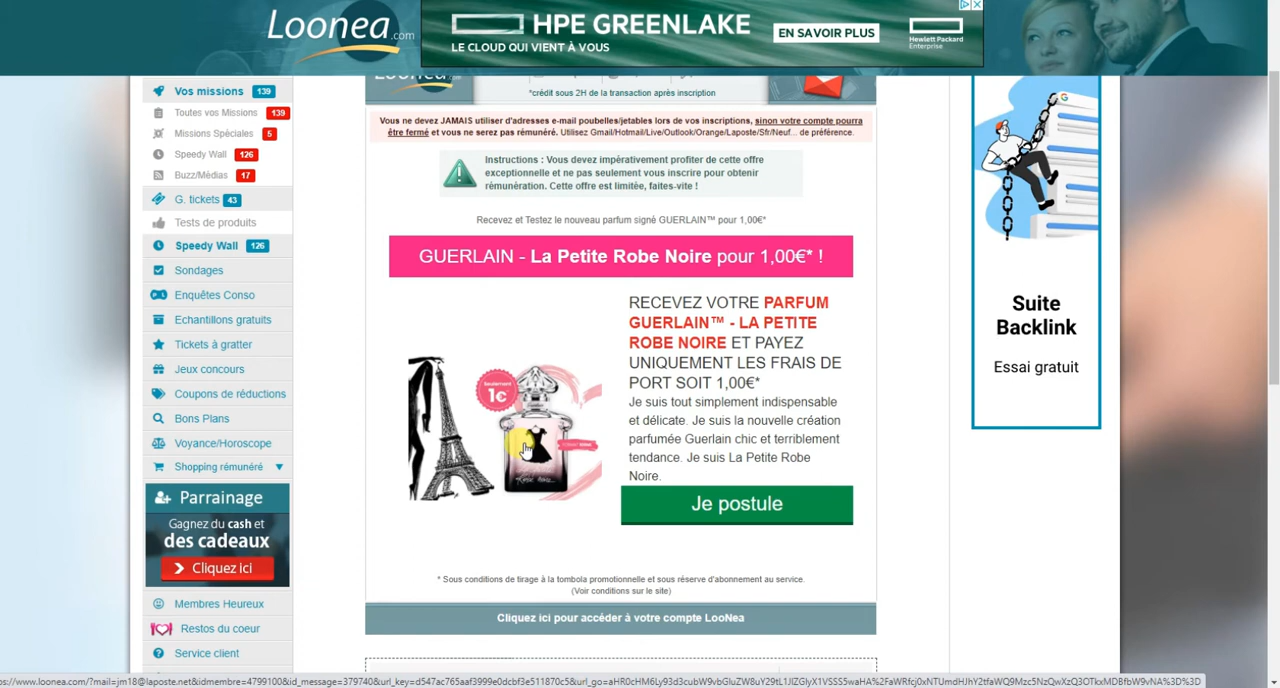 Loonea.com
HPE GREENLAKE
LE CLOUD QUI VIENT À VOUS
EN SAVOIR PLUS
Hewlett Packard
Enterprise
*crédit sous 2H de la transaction après inscription
Vos missions 139
Toutes vos Missions 139
Missions Spéciales 5
Speedy Wall 126
Buzz/Médias 17
G. tickets 43
Tests de produits
Speedy Wall 126
Sondages
Enquêtes Conso
Echantillons gratuits
Tickets à gratter
Jeux concours
Coupons de réductions
Bons Plans
Voyance/Horoscope
Shopping rémunéré
Parrainage
Gagnez du cash et
des cadeaux
Cliquez ici
Membres Heureux
Restos du coeur
Service client
Vous ne devez JAMAIS utiliser d'adresses e-mail poubelles/jetables lors de vos inscriptions, sinon votre compte pourra
être fermé et vous ne serez pas rémunéré. Utilisez Gmail/Hotmail/Live/Outlook/Orange/Laposte/Sfr/Neuf... de préférence.
Instructions : Vous devez impérativement profiter de cette offre
exceptionnelle et ne pas seulement vous inscrire pour obtenir
rémunération. Cette offre est limitée, faites-vite !
Recevez et Testez le nouveau parfum signé GUERLAIN™ pour 1,00€*
GUERLAIN - La Petite Robe Noire pour 1,00€* !
Seulement
1€
RECEVEZ VOTRE PARFUM
GUERLAIN™ - LA PETITE
ROBE NOIRE ET PAYEZ
UNIQUEMENT LES FRAIS DE
PORT SOIT 1,00€*
Je suis tout simplement indispensable
et délicate. Je suis la nouvelle création
parfumée Guerlain chic et terriblement
tendance. Je suis La Petite Robe
Noire.
Je postule
* Sous conditions de tirage à la tombola promotionnelle et sous réserve d'abonnement au service.
(Voir conditions sur le site)
Cliquez ici pour accéder à votre compte LooNea
G
Suite
Backlink
Essai gratuit